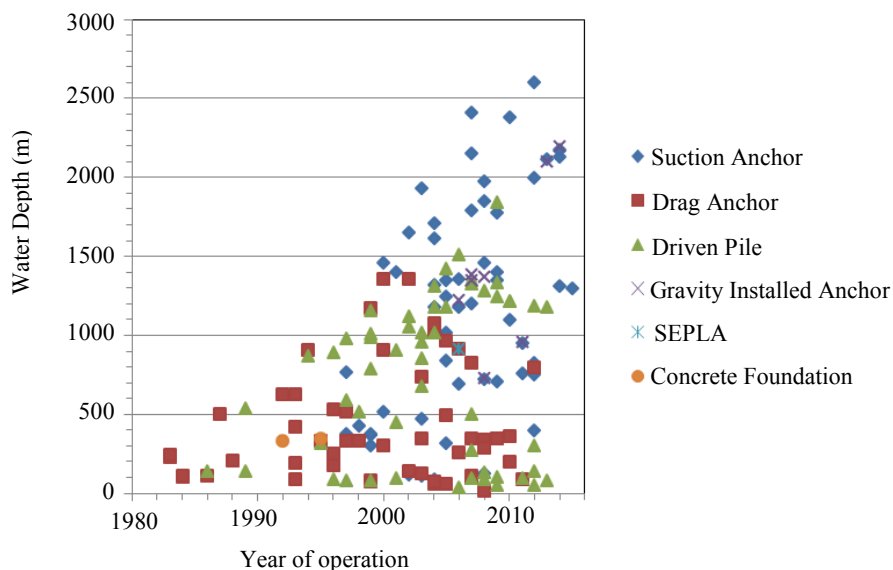 3000
2500
2000
1500
1000
500
0
Water Depth (m)
1980
1990
2000
2010
Year of operation
Suction Anchor
Drag Anchor
Driven Pile
Gravity Installed Anchor
SEPLA
Concrete Foundation